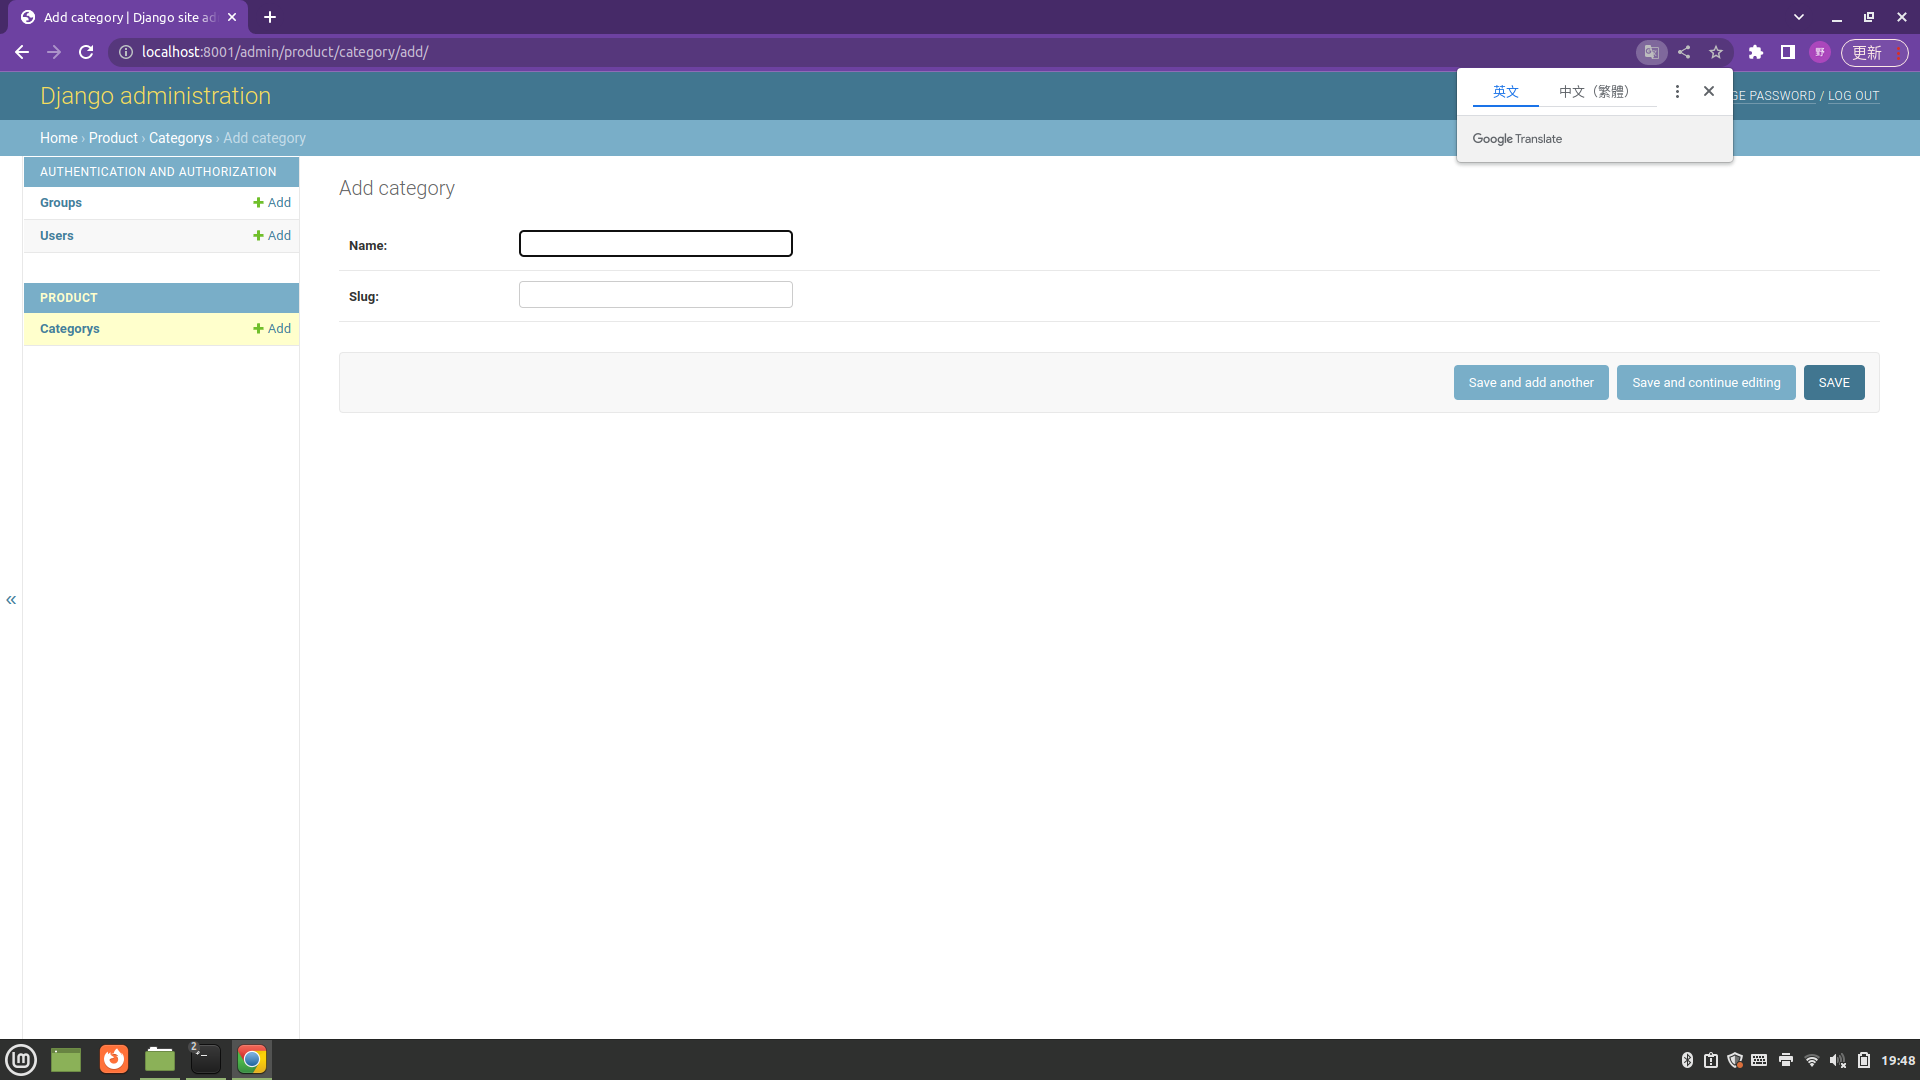 Add category | Django site ad
localhost:8001/admin/product/category/add/
野
更新
Django administration
英文
中文（繁體）
GE PASSWORD / LOG OUT
Google Translate
Home › Product › Categorys › Add category
AUTHENTICATION AND AUTHORIZATION
Groups
Add
Users
Add
PRODUCT
Categorys
Add
Add category
Name:
Slug:
Save and add another
Save and continue editing
SAVE
«
2
19:48